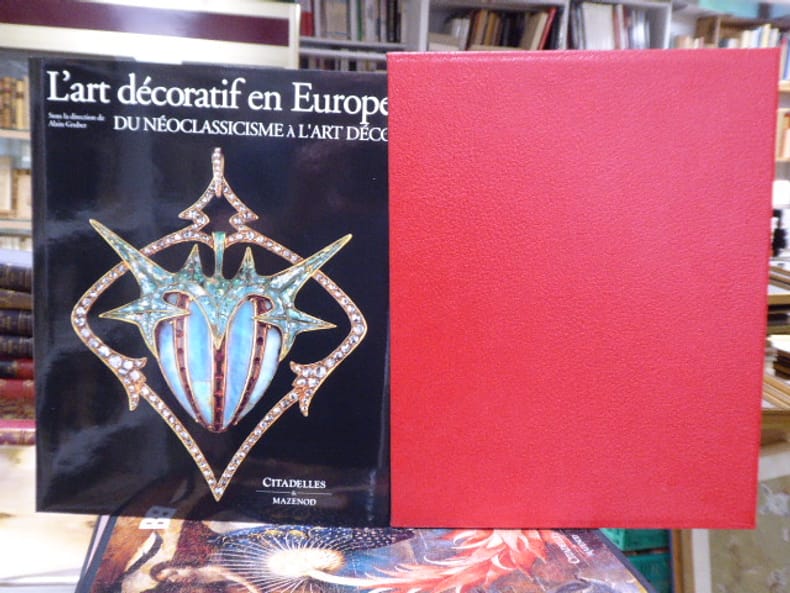 L'art décoratif en Europe
Sous la direction de
Alain Gruber
DU NÉOCLASSICISME À L'ART DÉCO
CITADELLES
&
MAZENOD